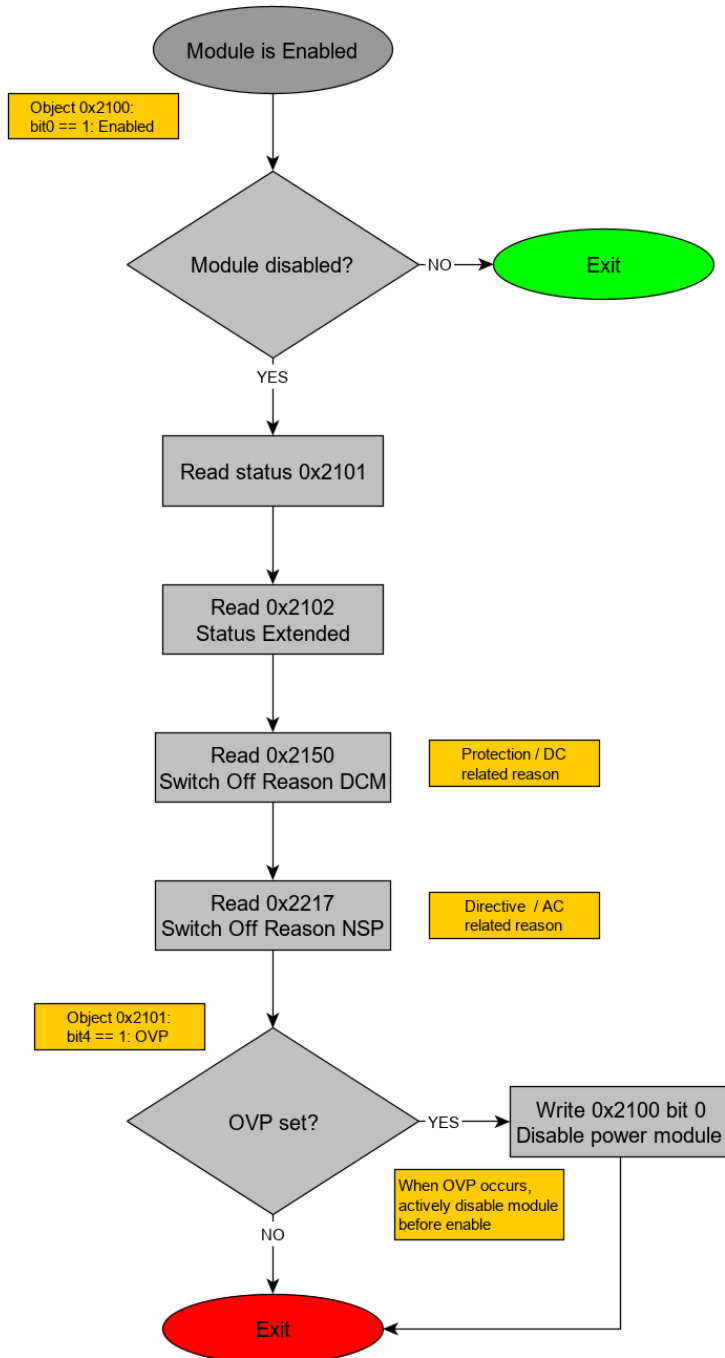 Module is Enabled
Object 0x2100:
bit0 == 1: Enabled
Module disabled?
NO
Exit
YES
Read status 0x2101
Read 0x2102
Status Extended
Read 0x2150
Switch Off Reason DCM
Protection / DC
related reason
Read 0x2217
Switch Off Reason NSP
Directive / AC
related reason
Object 0x2101:
bit4 == 1: OVP
OVP set?
YES
Write 0x2100 bit 0
Disable power module
When OVP occurs,
actively disable module
before enable
NO
Exit